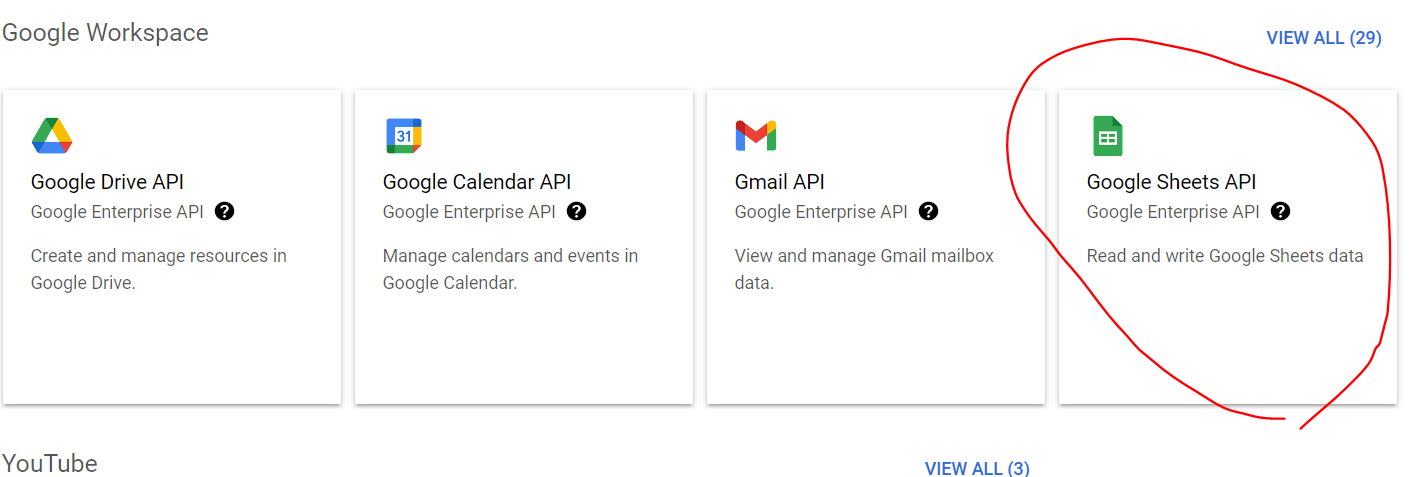 Google Workspace
VIEW ALL (29)
31
Google Drive API
Google Enterprise API ?
Create and manage resources in
Google Drive.
Google Calendar API
Google Enterprise API ?
Manage calendars and events in
Google Calendar.
Gmail API
Google Enterprise API ?
View and manage Gmail mailbox
data.
Google Sheets API
Google Enterprise API ?
Read and write Google Sheets data
YouTube
VIEW ALL (3)